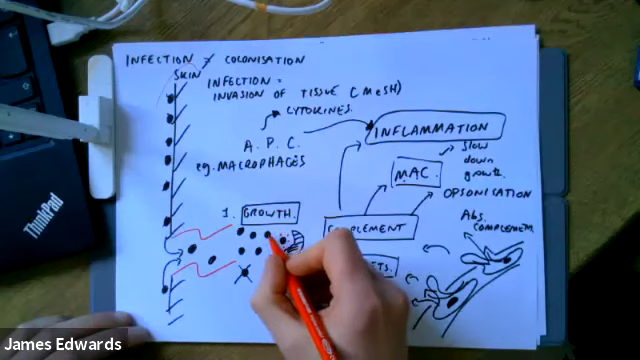 INFECTION ≠ COLONISATION
SKIN
INFECTION =
INVASION OF TISSUE (MeSH)
CYTOKINES
A.P.C.
eg. MACROPHAGES
INFLAMMATION
MAC.
Slow
down
growth.
OPSONISATION
1. GROWTH.
COMPLEMENT
Abs.
COMPLEMENT
ThinkPad
James Edwards